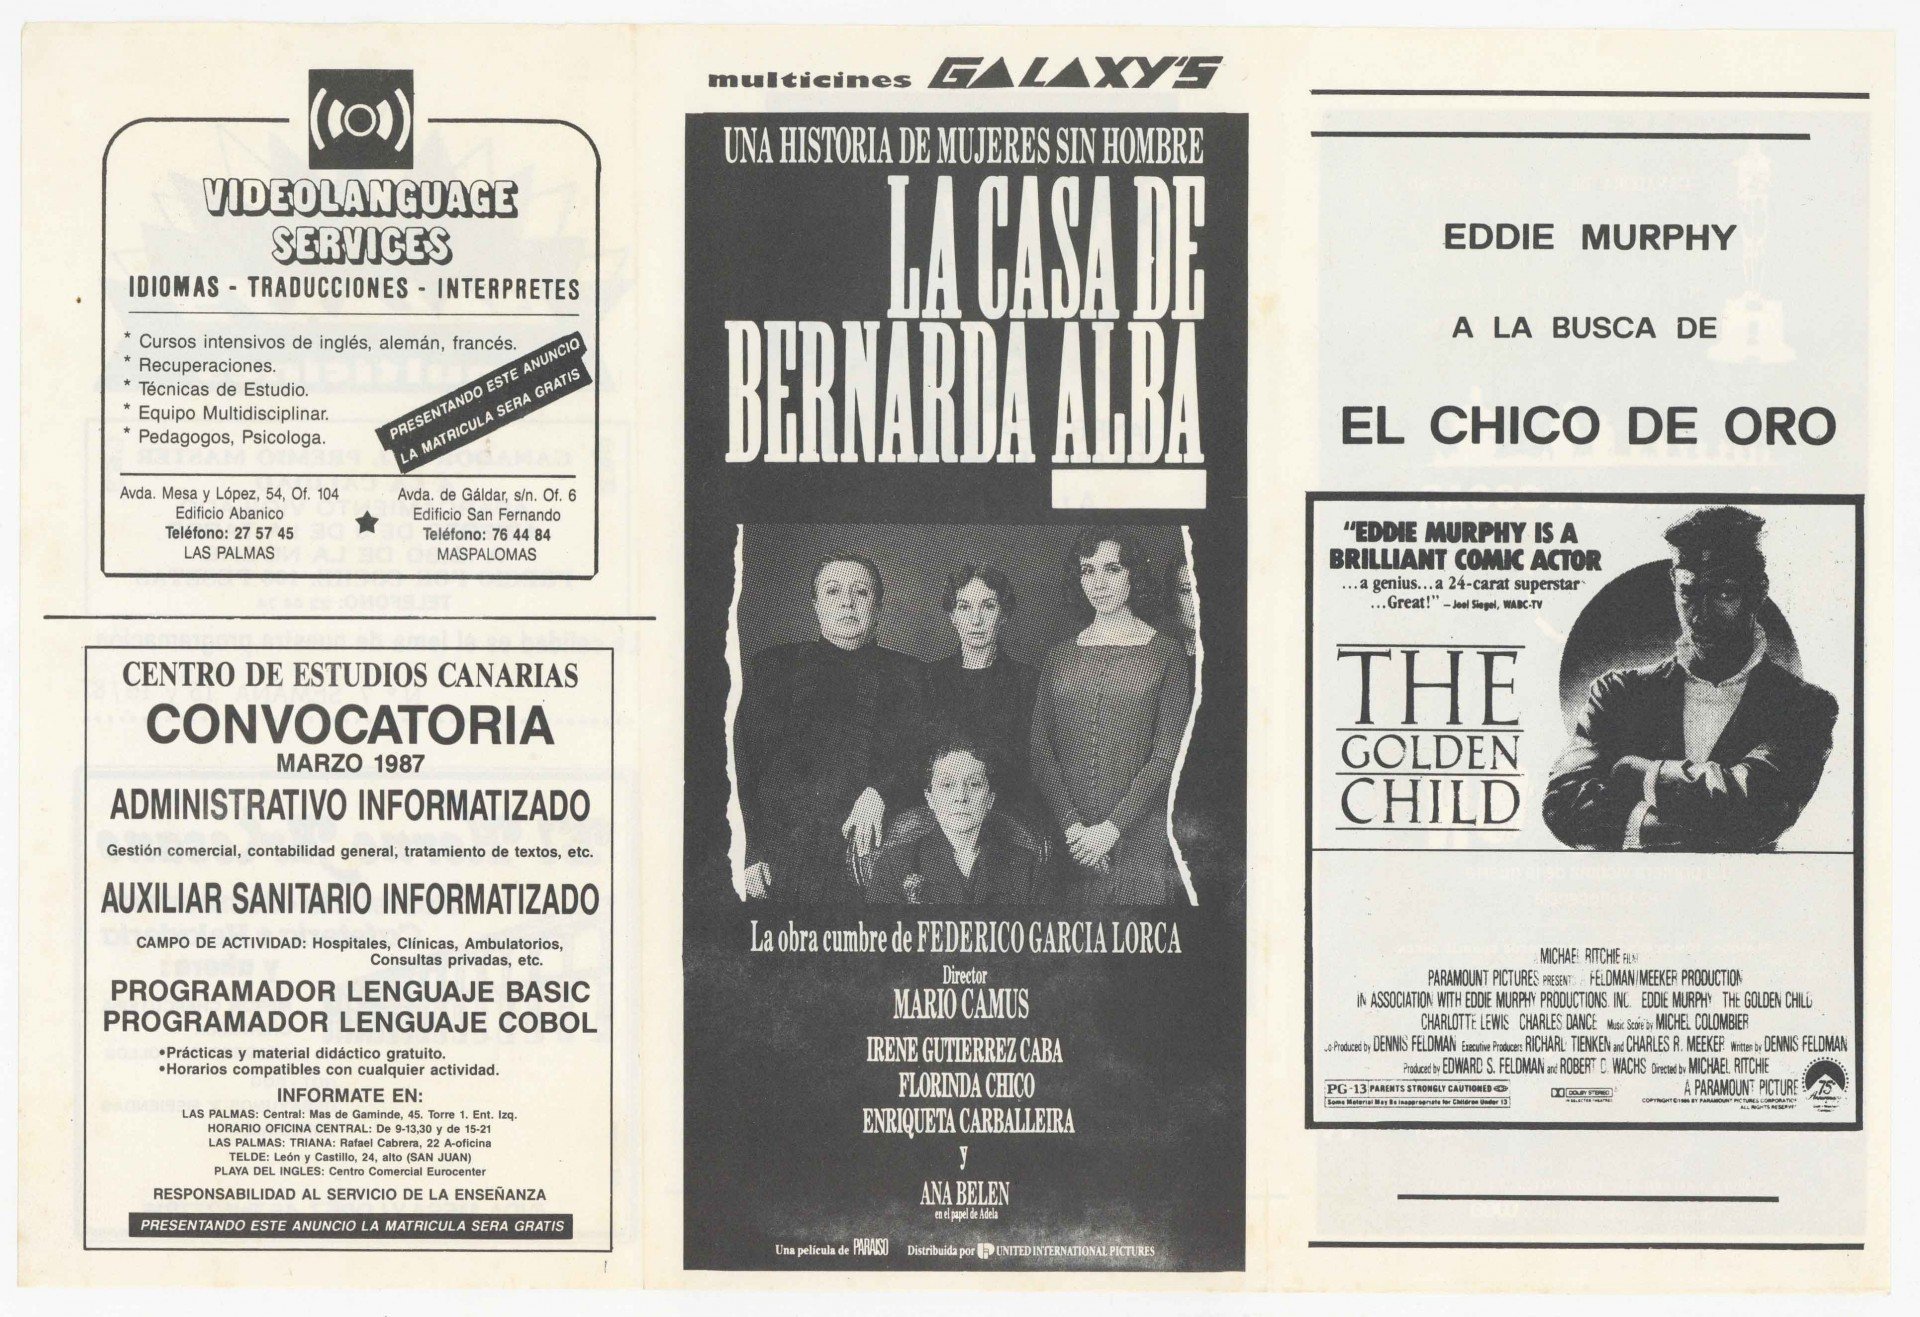 VIDEOLANGUAGE
SERVICES
IDIOMAS - TRADUCCIONES - INTERPRETES
* Cursos intensivos de inglés, alemán, francés.
* Recuperaciones.
* Técnicas de Estudio.
* Equipo Multidisciplinar.
* Pedagogos, Psicologa.
PRESENTANDO ESTE ANUNCIO
LA MATRICULA SERA GRATIS
Avda. Mesa y López, 54, Of. 104
Edificio Abanico
Teléfono: 27 57 45
LAS PALMAS
Avda. de Gáldar, s/n. Of. 6
Edificio San Fernando
Teléfono: 76 44 84
MASPALOMAS
CENTRO DE ESTUDIOS CANARIAS
CONVOCATORIA
MARZO 1987
ADMINISTRATIVO INFORMATIZADO
Gestión comercial, contabilidad general, tratamiento de textos, etc.
AUXILIAR SANITARIO INFORMATIZADO
CAMPO DE ACTIVIDAD: Hospitales, Clínicas, Ambulatorios,
Consultas privadas, etc.
PROGRAMADOR LENGUAJE BASIC
PROGRAMADOR LENGUAJE COBOL
•Prácticas y material didáctico gratuito.
•Horarios compatibles con cualquier actividad.
INFORMATE EN:
LAS PALMAS: Central: Mas de Gaminde, 45. Torre 1. Ent. Izq.
HORARIO OFICINA CENTRAL: De 9-13,30 y de 15-21
LAS PALMAS: TRIANA: Rafael Cabrera, 22 A-oficina
TELDE: León y Castillo, 24, alto (SAN JUAN)
PLAYA DEL INGLES: Centro Comercial Eurocenter
RESPONSABILIDAD AL SERVICIO DE LA ENSEÑANZA
PRESENTANDO ESTE ANUNCIO LA MATRICULA SERA GRATIS
multicines GALAXY'S
UNA HISTORIA DE MUJERES SIN HOMBRE
LA CASA DE
BERNARDA ALBA
La obra cumbre de FEDERICO GARCIA LORCA
Director
MARIO CAMUS
IRENE GUTIERREZ CABA
FLORINDA CHICO
ENRIQUETA CARBALLEIRA
y
ANA BELEN
en el papel de Adela
Una película de PARAISO Distribuida por UNITED INTERNATIONAL PICTURES
EDDIE MURPHY
A LA BUSCA DE
EL CHICO DE ORO
"EDDIE MURPHY IS A
BRILLIANT COMIC ACTOR
...a genius...a 24-carat superstar
...Great!" – Joel Siegel, WABC-TV
THE
GOLDEN
CHILD
A MICHAEL RITCHIE FILM
PARAMOUNT PICTURES PRESENTS A FELDMAN/MEEKER PRODUCTION
IN ASSOCIATION WITH EDDIE MURPHY PRODUCTIONS, INC. EDDIE MURPHY THE GOLDEN CHILD
CHARLOTTE LEWIS CHARLES DANCE Music Score by MICHEL COLOMBIER
Co-Produced by DENNIS FELDMAN Executive Producers RICHARD TIENKEN and CHARLES R. MEEKER Written by DENNIS FELDMAN
Produced by EDWARD S. FELDMAN and ROBERT D. WACHS Directed by MICHAEL RITCHIE
PG-13 PARENTS STRONGLY CAUTIONED
Some Material May Be Inappropriate for Children Under 13
DOLBY STEREO
IN SELECTED THEATRES
A PARAMOUNT PICTURE
COPYRIGHT © 1986 BY PARAMOUNT PICTURES CORPORATION
ALL RIGHTS RESERVED
75th